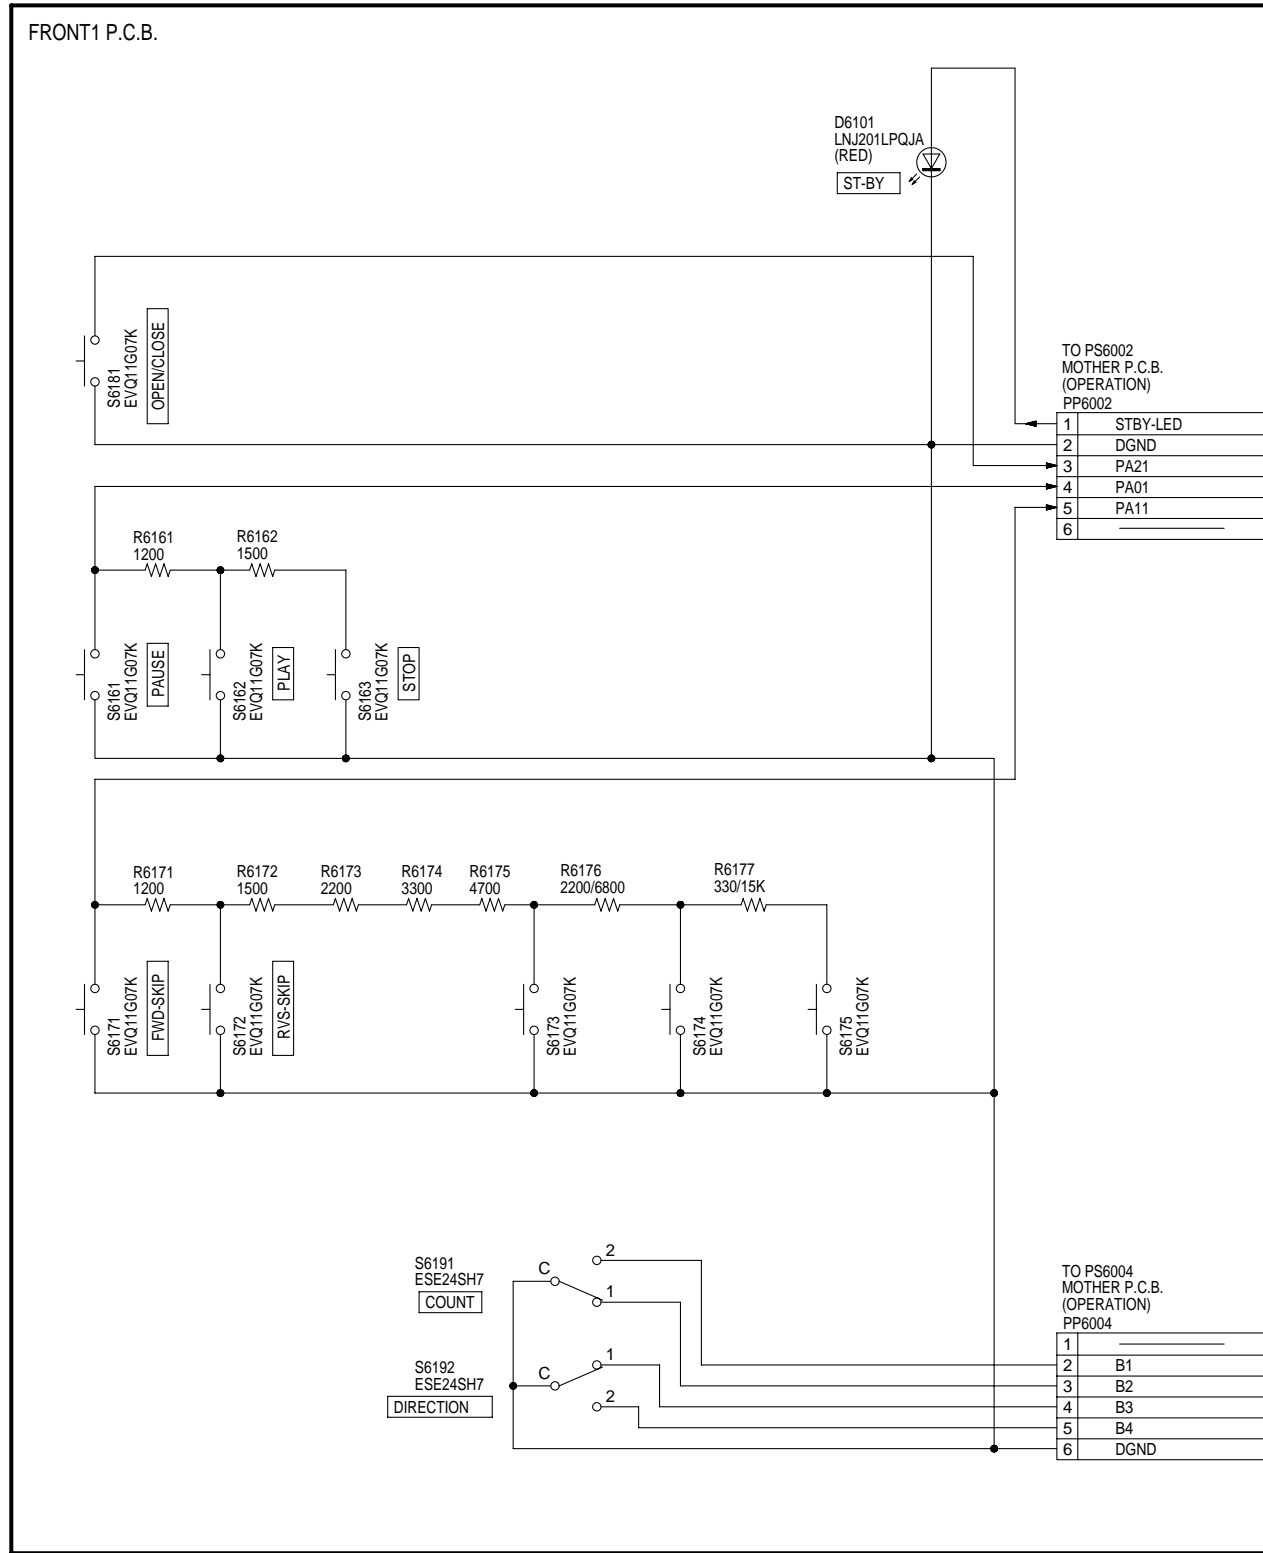 FRONT1 P.C.B.
D6101
LNJ201LPQJA
(RED)
ST-BY
S6181
EVQ11G07K
OPEN/CLOSE
TO PS6002
MOTHER P.C.B.
(OPERATION)
PP6002
1 STBY-LED
2 DGND
3 PA21
4 PA01
5 PA11
6
R6161
1200
R6162
1500
S6161
EVQ11G07K
PAUSE
S6162
EVQ11G07K
PLAY
S6163
EVQ11G07K
STOP
R6171
1200
R6172
1500
R6173
2200
R6174
3300
R6175
4700
R6176
2200/6800
R6177
330/15K
S6171
EVQ11G07K
FWD-SKIP
S6172
EVQ11G07K
RVS-SKIP
S6173
EVQ11G07K
S6174
EVQ11G07K
S6175
EVQ11G07K
S6191
ESE24SH7
COUNT
C
2
1
S6192
ESE24SH7
DIRECTION
C
1
2
TO PS6004
MOTHER P.C.B.
(OPERATION)
PP6004
1
2 B1
3 B2
4 B3
5 B4
6 DGND